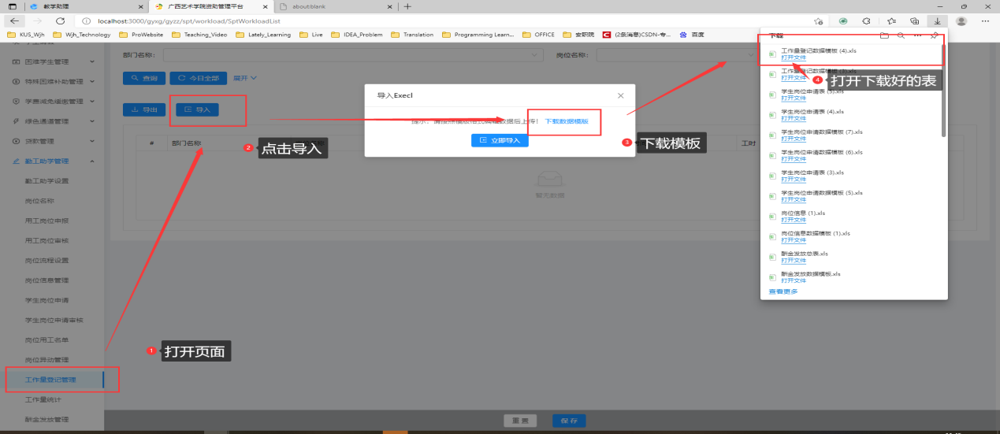 教学助理
广西艺术学院资助管理平台
about:blank
localhost:3000/gyxg/gyzz/spt/workload/SptWorkloadList
KUS_Wjh
Wjh_Technology
ProWebsite
Teaching_Video
Lately_Learning
Live
IDEA_Problem
Translation
Programming Learn...
OFFICE
安职院
(2条消息)CSDN-专...
百度
困难学生管理
特殊困难补助管理
学费减免缓退管理
绿色通道管理
贷款管理
勤工助学管理
勤工助学设置
岗位名称
用工岗位申报
用工岗位审核
岗位流程设置
岗位信息管理
学生岗位申请
学生岗位申请审核
岗位用工名单
岗位异动管理
工作量登记管理
工作量统计
酬金发放管理
部门名称:
岗位名称:
查询
今日全部
展开
导出
导入
#
部门名称
工时
暂无数据
导入Execl
提示：请按照模版格式编辑数据后上传！
下载数据模版
立即导入
1 打开页面
2 点击导入
3 下载模板
4 打开下载好的表
下载
工作量登记数据模板 (4).xls
打开文件
工作量登记数据模板 (3).xls
打开文件
学生岗位申请表 (5).xls
打开文件
学生岗位申请表 (4).xls
打开文件
学生岗位申请数据模板 (7).xls
打开文件
学生岗位申请数据模板 (6).xls
打开文件
学生岗位申请表 (3).xls
打开文件
学生岗位申请数据模板 (5).xls
打开文件
岗位信息 (1).xls
打开文件
岗位信息数据模板 (1).xls
打开文件
酬金发放总表.xls
打开文件
酬金发放数据模板.xls
打开文件
查看更多
重置
保存